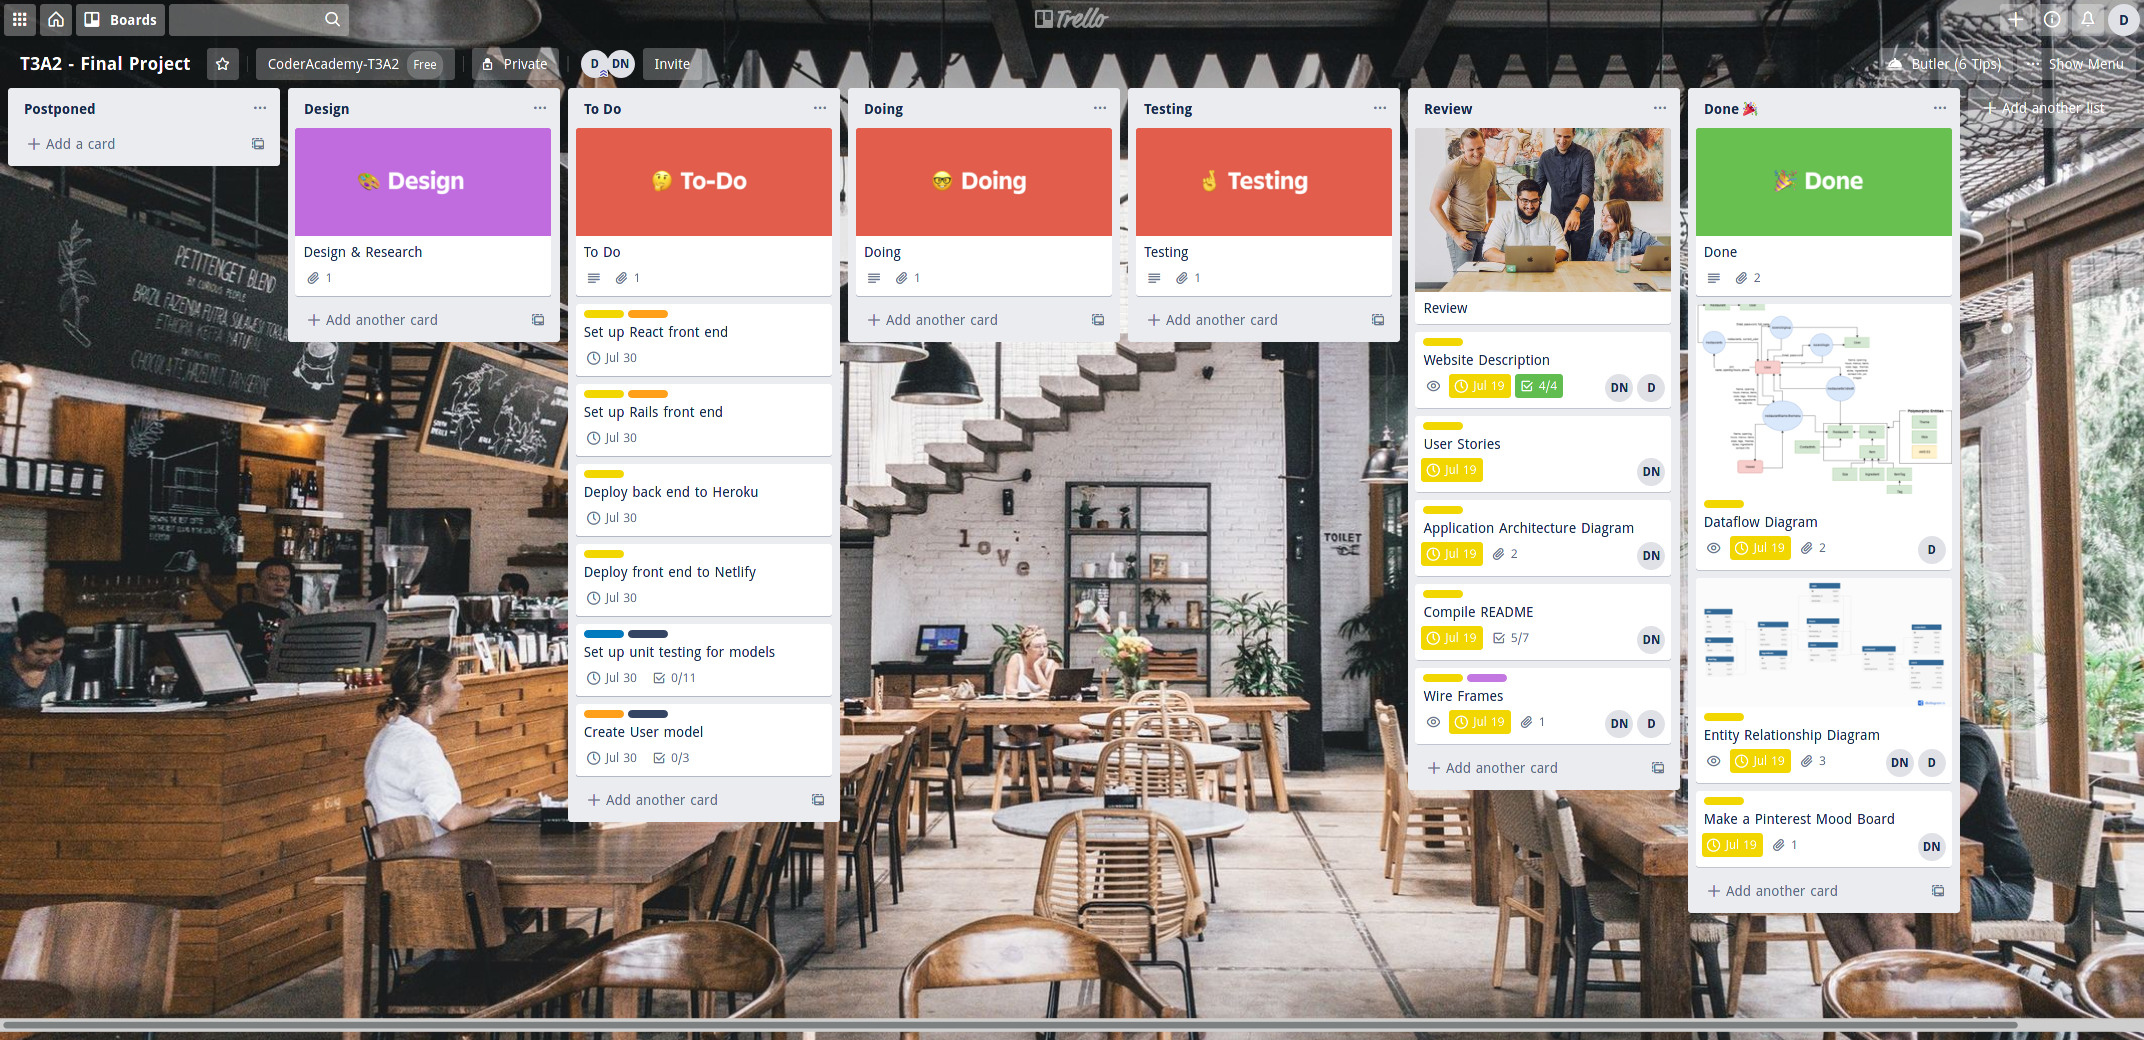 Boards
Trello
D
T3A2 - Final Project
CoderAcademy-T3A2 Free
Private
D DN
Invite
Butler (6 Tips)
Show Menu
Postponed
Add a card
Design
🎨 Design
Design & Research
1
Add another card
To Do
🤔 To-Do
To Do
1
Set up React front end
Jul 30
Set up Rails front end
Jul 30
Deploy back end to Heroku
Jul 30
Deploy front end to Netlify
Jul 30
Set up unit testing for models
Jul 30 0/11
Create User model
Jul 30 0/3
Add another card
Doing
🤓 Doing
Doing
1
Add another card
Testing
🤞 Testing
Testing
1
Add another card
Review
Review
Website Description
Jul 19 4/4 DN D
User Stories
Jul 19 DN
Application Architecture Diagram
Jul 19 2 DN
Compile README
Jul 19 5/7 DN
Wire Frames
Jul 19 1 DN D
Add another card
Done 🎉
🎉 Done
Done
2
Dataflow Diagram
Jul 19 2 D
Entity Relationship Diagram
Jul 19 3 DN D
Make a Pinterest Mood Board
Jul 19 1 DN
Add another card
Add another list
PETITENGET BLEND
BY CURIOUS PEOPLE
love
TOILET